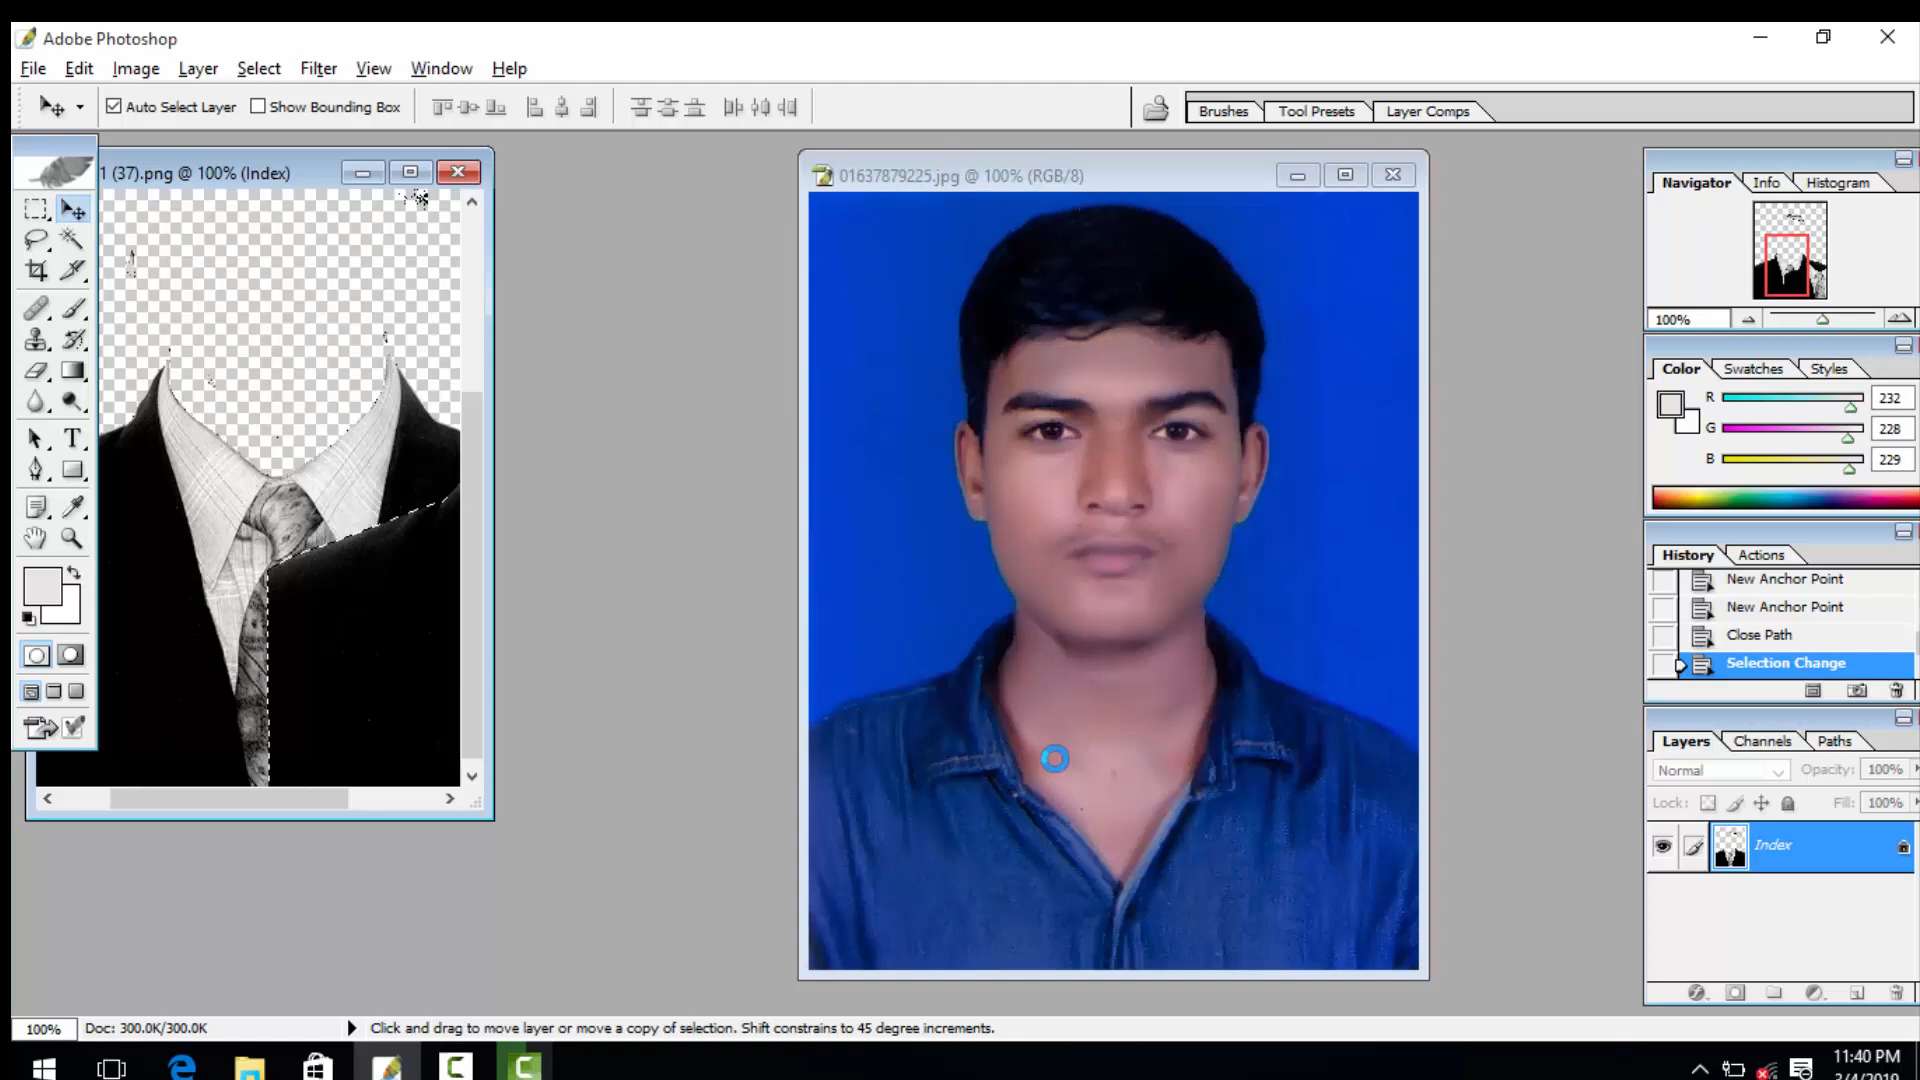 Adobe Photoshop
File Edit Image Layer Select Filter View Window Help
Auto Select Layer Show Bounding Box
Brushes Tool Presets Layer Comps
1 (37).png @ 100% (Index)
01637879225.jpg @ 100% (RGB/8)
Navigator Info Histogram
100%
Color Swatches Styles
R 232
G 228
B 229
History Actions
New Anchor Point
New Anchor Point
Close Path
Selection Change
Layers Channels Paths
Normal Opacity: 100%
Lock: Fill: 100%
Index
100% Doc: 300.0K/300.0K Click and drag to move layer or move a copy of selection. Shift constrains to 45 degree increments.
11:40 PM
3/4/2019